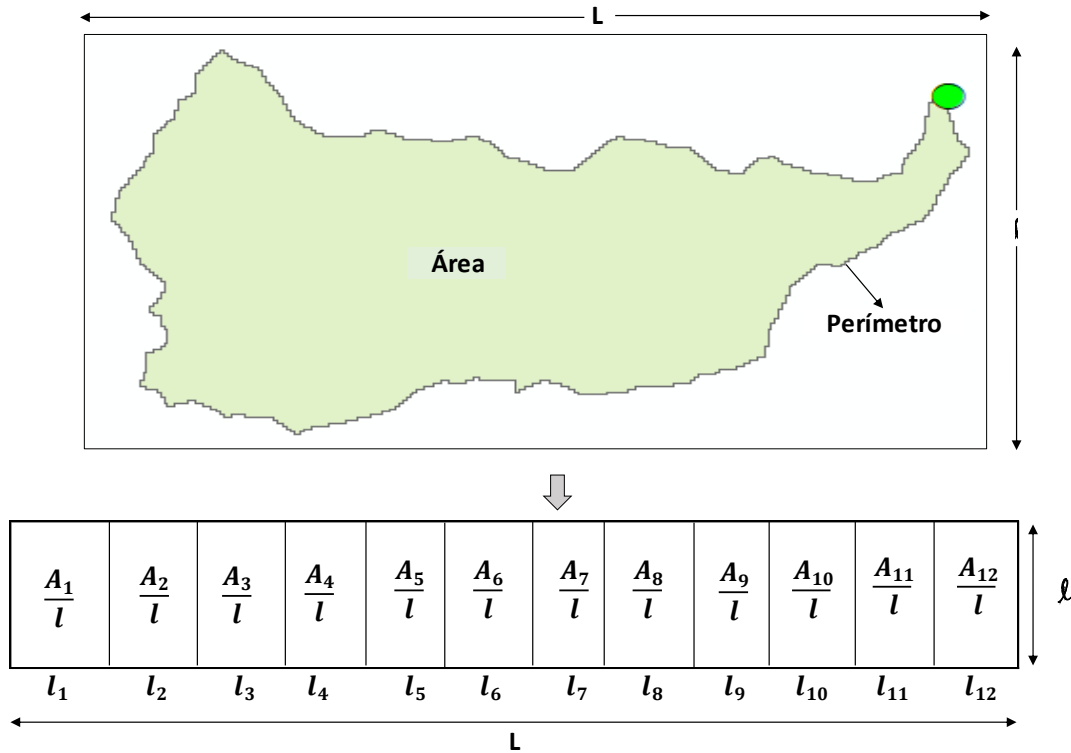 L
Área
Perímetro
ℓ
A₁/l A₂/l A₃/l A₄/l A₅/l A₆/l A₇/l A₈/l A₉/l A₁₀/l A₁₁/l A₁₂/l
ℓ
l₁ l₂ l₃ l₄ l₅ l₆ l₇ l₈ l₉ l₁₀ l₁₁ l₁₂
L